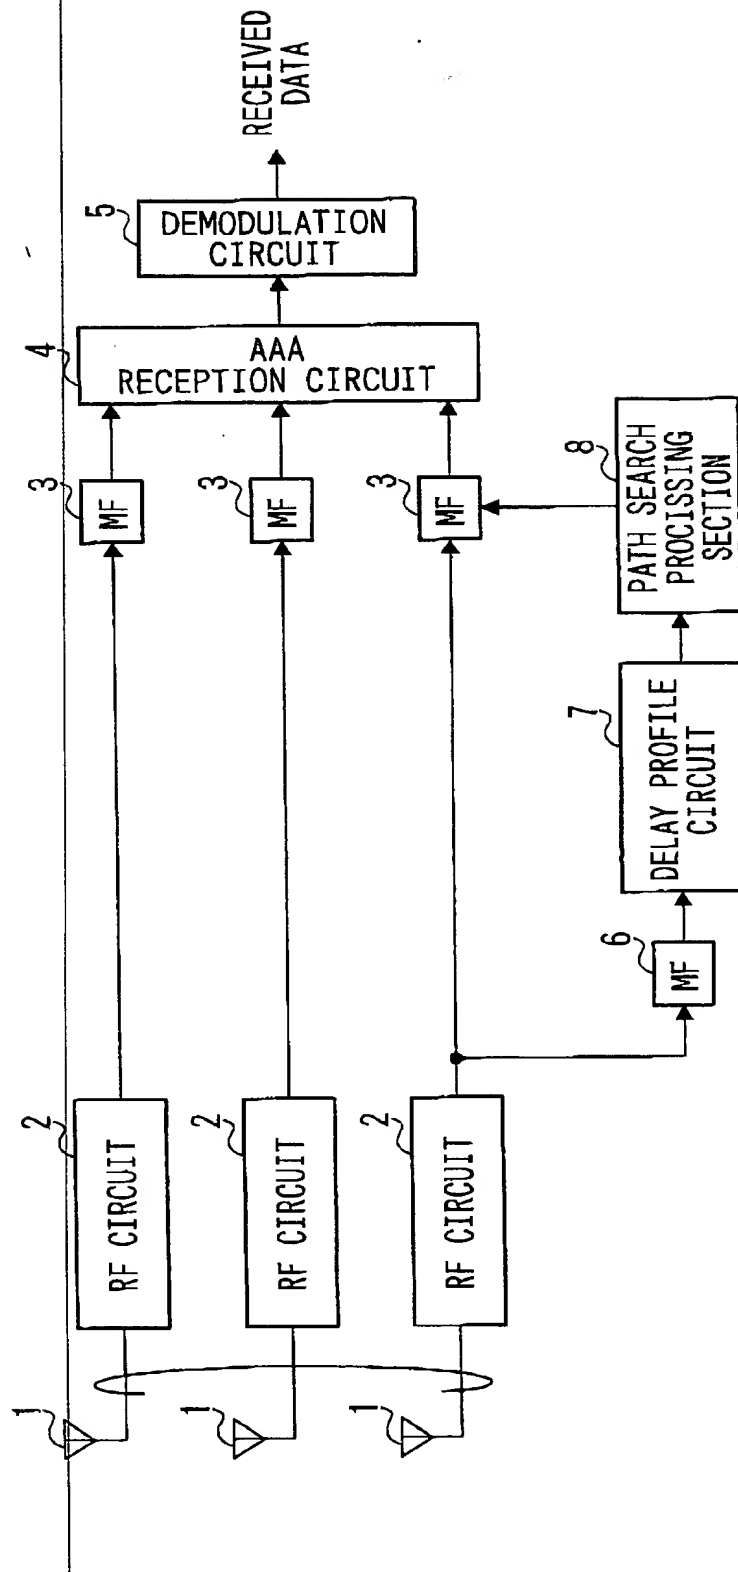 1
2
RF CIRCUIT
3
MF
4
AAA
RECEPTION CIRCUIT
5
DEMODULATION
CIRCUIT
RECEIVED
DATA
1
2
RF CIRCUIT
3
MF
1
2
RF CIRCUIT
3
MF
6
MF
7
DELAY PROFILE
CIRCUIT
8
PATH SEARCH
PROCISSING
SECTION